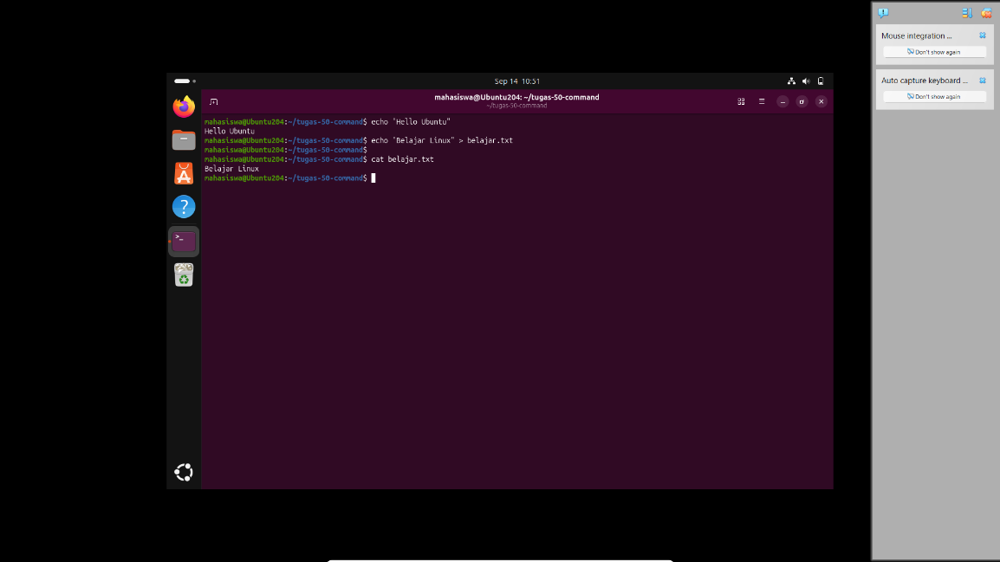 Sep 14 10:51
mahasiswa@Ubuntu204: ~/tugas-50-command
~/tugas-50-command
mahasiswa@Ubuntu204:~/tugas-50-command$ echo "Hello Ubuntu"
Hello Ubuntu
mahasiswa@Ubuntu204:~/tugas-50-command$ echo "Belajar Linux" > belajar.txt
mahasiswa@Ubuntu204:~/tugas-50-command$
mahasiswa@Ubuntu204:~/tugas-50-command$ cat belajar.txt
Belajar Linux
mahasiswa@Ubuntu204:~/tugas-50-command$
Mouse integration ...
Don't show again
Auto capture keyboard ...
Don't show again